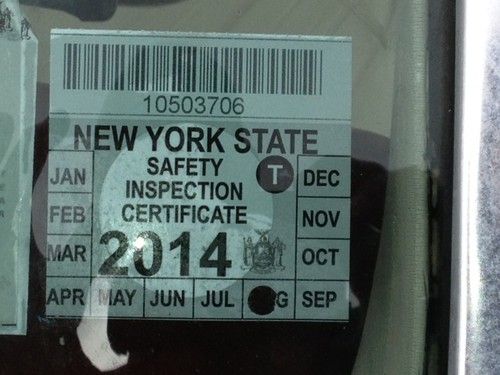 10503706
NEW YORK STATE
SAFETY
INSPECTION
CERTIFICATE
T
2014
JAN
FEB
MAR
APR MAY JUN JUL G SEP
DEC
NOV
OCT